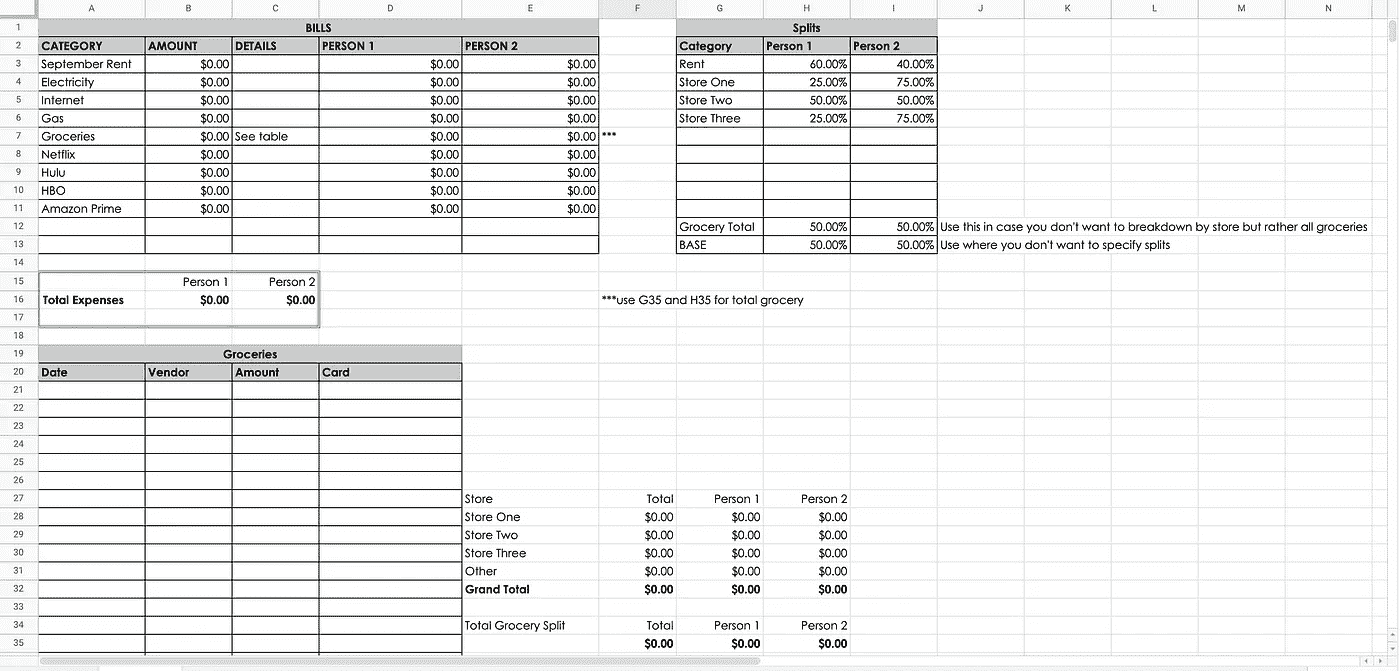 A B C D E F G H I J K L M N
1 BILLS Splits
2 CATEGORY AMOUNT DETAILS PERSON 1 PERSON 2 Category Person 1 Person 2
3 September Rent $0.00 $0.00 $0.00 Rent 60.00% 40.00%
4 Electricity $0.00 $0.00 $0.00 Store One 25.00% 75.00%
5 Internet $0.00 $0.00 $0.00 Store Two 50.00% 50.00%
6 Gas $0.00 $0.00 $0.00 Store Three 25.00% 75.00%
7 Groceries $0.00 See table $0.00 $0.00 ***
8 Netflix $0.00 $0.00 $0.00
9 Hulu $0.00 $0.00 $0.00
10 HBO $0.00 $0.00 $0.00
11 Amazon Prime $0.00 $0.00 $0.00
12 Grocery Total 50.00% 50.00% Use this in case you don't want to breakdown by store but rather all groceries
13 BASE 50.00% 50.00% Use where you don't want to specify splits
14
15 Person 1 Person 2
16 Total Expenses $0.00 $0.00 ***use G35 and H35 for total grocery
17
18
19 Groceries
20 Date Vendor Amount Card
21
22
23
24
25
26
27 Store Total Person 1 Person 2
28 Store One $0.00 $0.00 $0.00
29 Store Two $0.00 $0.00 $0.00
30 Store Three $0.00 $0.00 $0.00
31 Other $0.00 $0.00 $0.00
32 Grand Total $0.00 $0.00 $0.00
33
34 Total Grocery Split Total Person 1 Person 2
35 $0.00 $0.00 $0.00